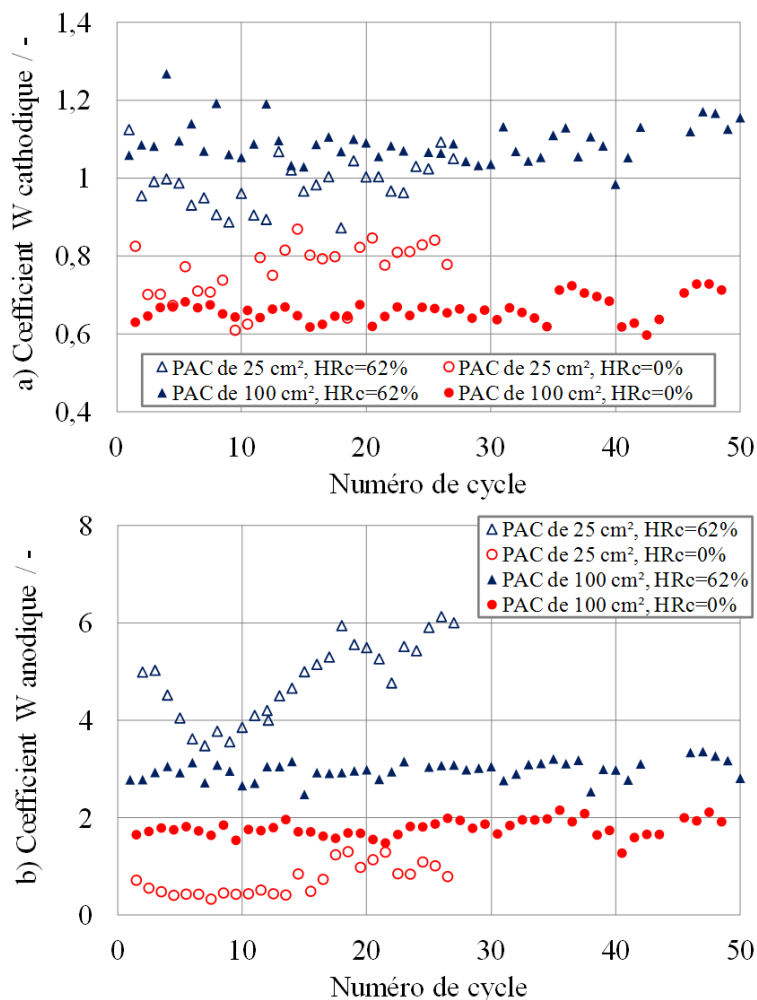 a) Cœfficient W cathodique / -
1,4
1,2
1
0,8
0,6
0,4
PAC de 25 cm², HRc=62%
PAC de 25 cm², HRc=0%
PAC de 100 cm², HRc=62%
PAC de 100 cm², HRc=0%
0 10 20 30 40 50
Numéro de cycle
b) Cœfficient W anodique / -
8
6
4
2
0
PAC de 25 cm², HRc=62%
PAC de 25 cm², HRc=0%
PAC de 100 cm², HRc=62%
PAC de 100 cm², HRc=0%
0 10 20 30 40 50
Numéro de cycle